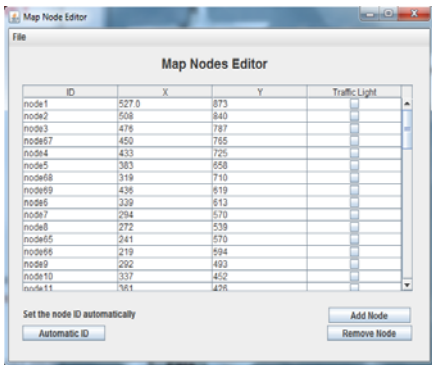 Map Node Editor
File
Map Nodes Editor
ID X Y Traffic Light
node1 527.0 873
node2 508 840
node3 476 787
node67 450 765
node4 433 725
node5 383 658
node68 319 710
node69 436 619
node6 339 613
node7 294 570
node8 272 539
node65 241 570
node66 219 594
node9 292 493
node10 337 452
node11 361 426
Set the node ID automatically
Automatic ID
Add Node
Remove Node